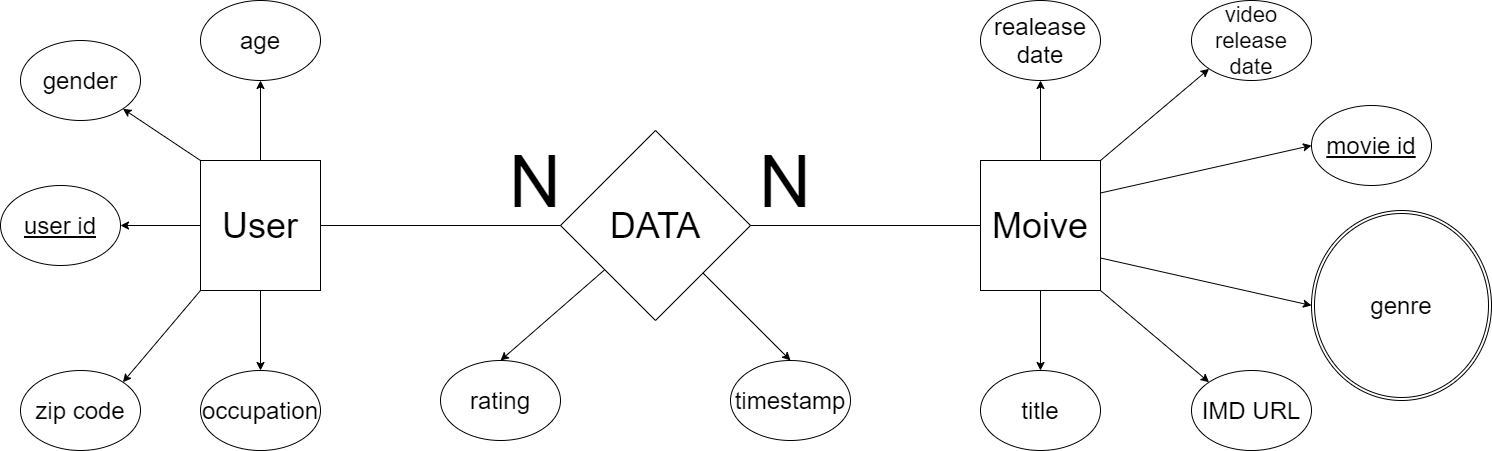 age
gender
user id
User
zip code
occupation
N
DATA
N
rating
timestamp
realease
date
video
release
date
movie id
Moive
genre
title
IMD URL